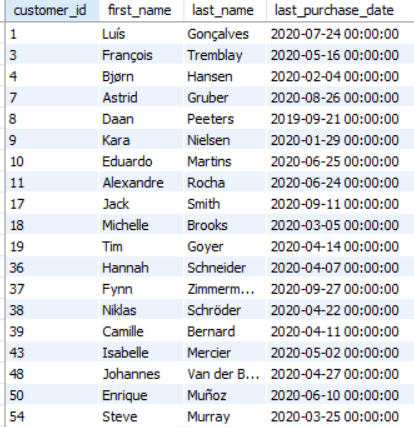 customer_id first_name last_name last_purchase_date
1 Luís Gonçalves 2020-07-24 00:00:00
3 François Tremblay 2020-05-16 00:00:00
4 Bjørn Hansen 2020-02-04 00:00:00
7 Astrid Gruber 2020-08-26 00:00:00
8 Daan Peeters 2019-09-21 00:00:00
9 Kara Nielsen 2020-01-29 00:00:00
10 Eduardo Martins 2020-06-25 00:00:00
11 Alexandre Rocha 2020-06-24 00:00:00
17 Jack Smith 2020-09-11 00:00:00
18 Michelle Brooks 2020-03-05 00:00:00
19 Tim Goyer 2020-04-14 00:00:00
36 Hannah Schneider 2020-04-07 00:00:00
37 Fynn Zimmerm... 2020-09-27 00:00:00
38 Niklas Schröder 2020-04-22 00:00:00
39 Camille Bernard 2020-04-11 00:00:00
43 Isabelle Mercier 2020-05-02 00:00:00
48 Johannes Van der B... 2020-04-27 00:00:00
50 Enrique Muñoz 2020-06-10 00:00:00
54 Steve Murray 2020-03-25 00:00:00